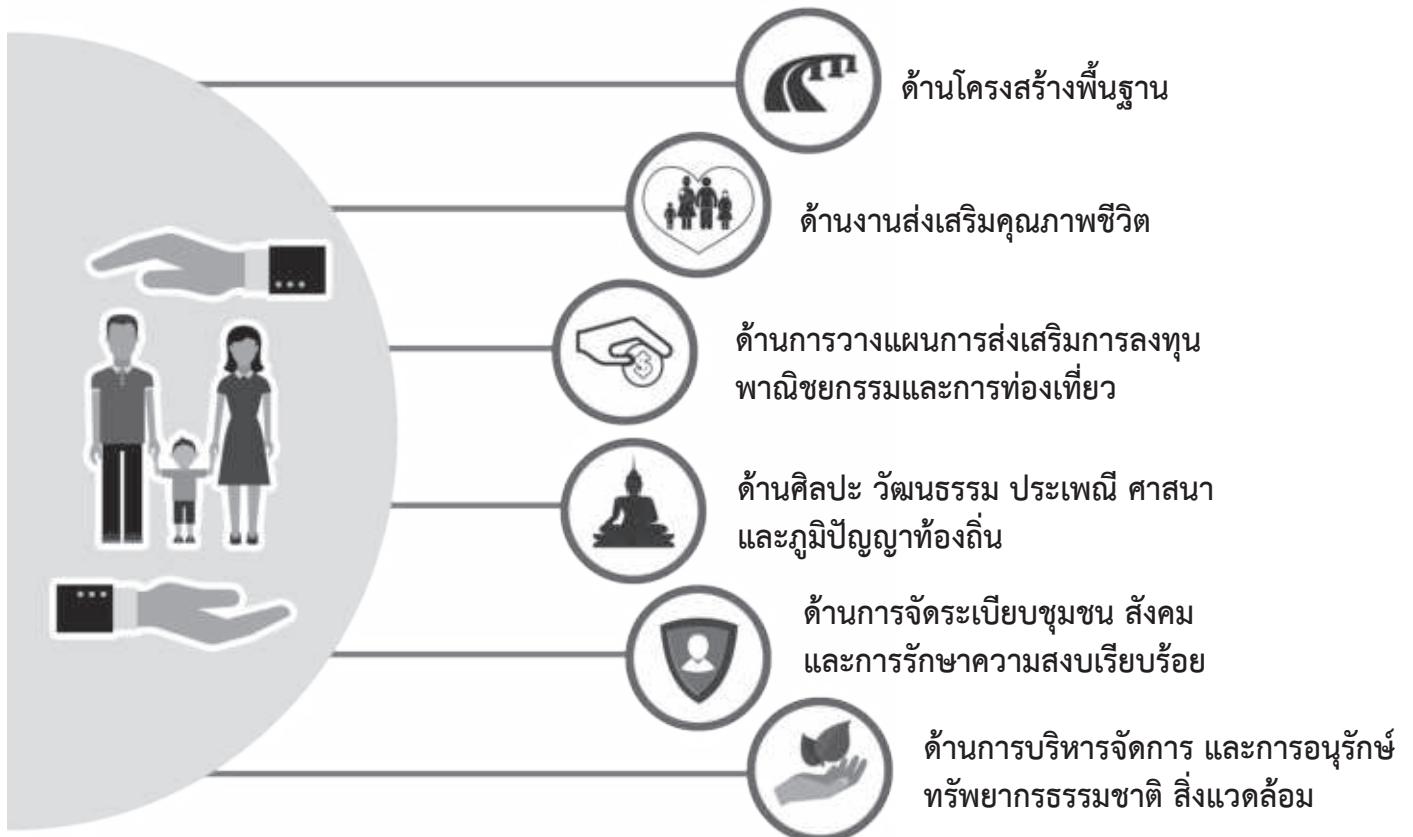 ด้านโครงสร้างพื้นฐาน
ด้านงานส่งเสริมคุณภาพชีวิต
ด้านการวางแผนการส่งเสริมการลงทุน
พาณิชยกรรมและการท่องเที่ยว
ด้านศิลปะ วัฒนธรรม ประเพณี ศาสนา
และภูมิปัญญาท้องถิ่น
ด้านการจัดระเบียบชุมชน สังคม
และการรักษาความสงบเรียบร้อย
ด้านการบริหารจัดการ และการอนุรักษ์
ทรัพยากรธรรมชาติ สิ่งแวดล้อม